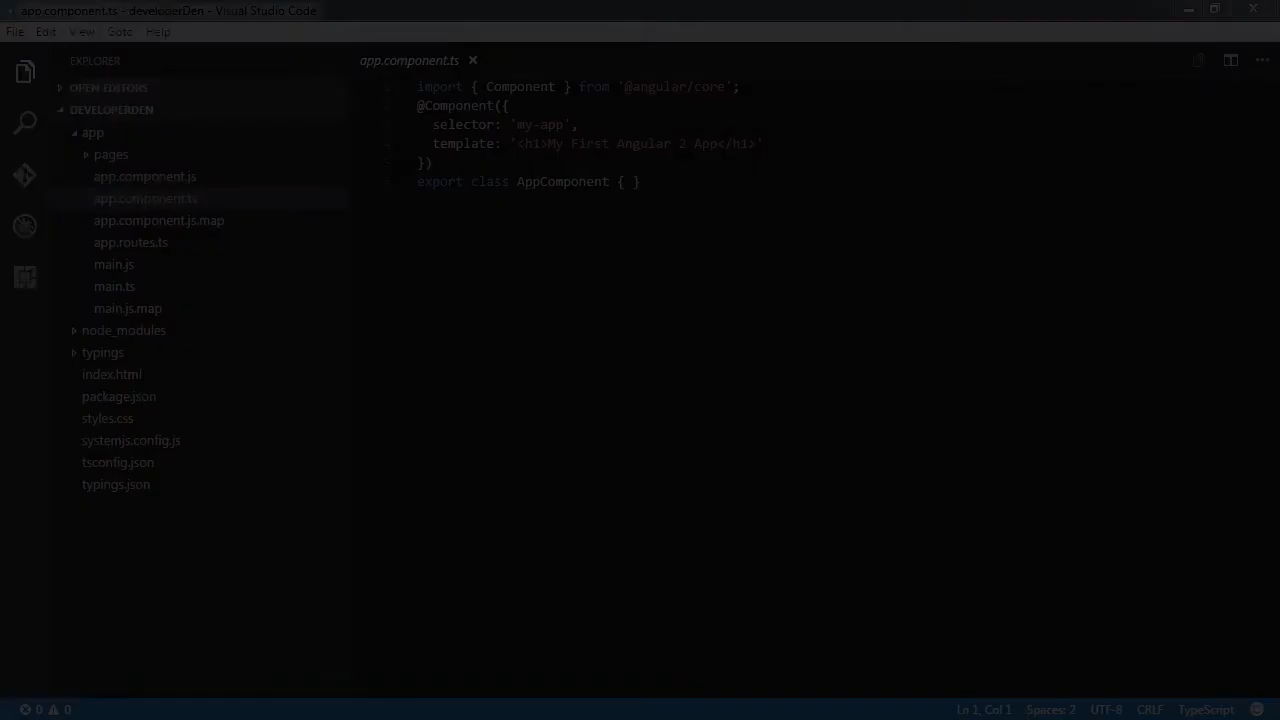 app.component.ts - developerDen - Visual Studio Code
File Edit View Goto Help
EXPLORER
OPEN EDITORS
DEVELOPERDEN
app
pages
app.component.js
app.component.ts
app.component.js.map
app.routes.ts
main.js
main.ts
main.js.map
node_modules
typings
index.html
package.json
styles.css
systemjs.config.js
tsconfig.json
typings.json
app.component.ts
import { Component } from '@angular/core';
@Component({
selector: 'my-app',
template: '<h1>My First Angular 2 App</h1>'
})
export class AppComponent { }
0 0
Ln 1, Col 1 Spaces: 2 UTF-8 CRLF TypeScript